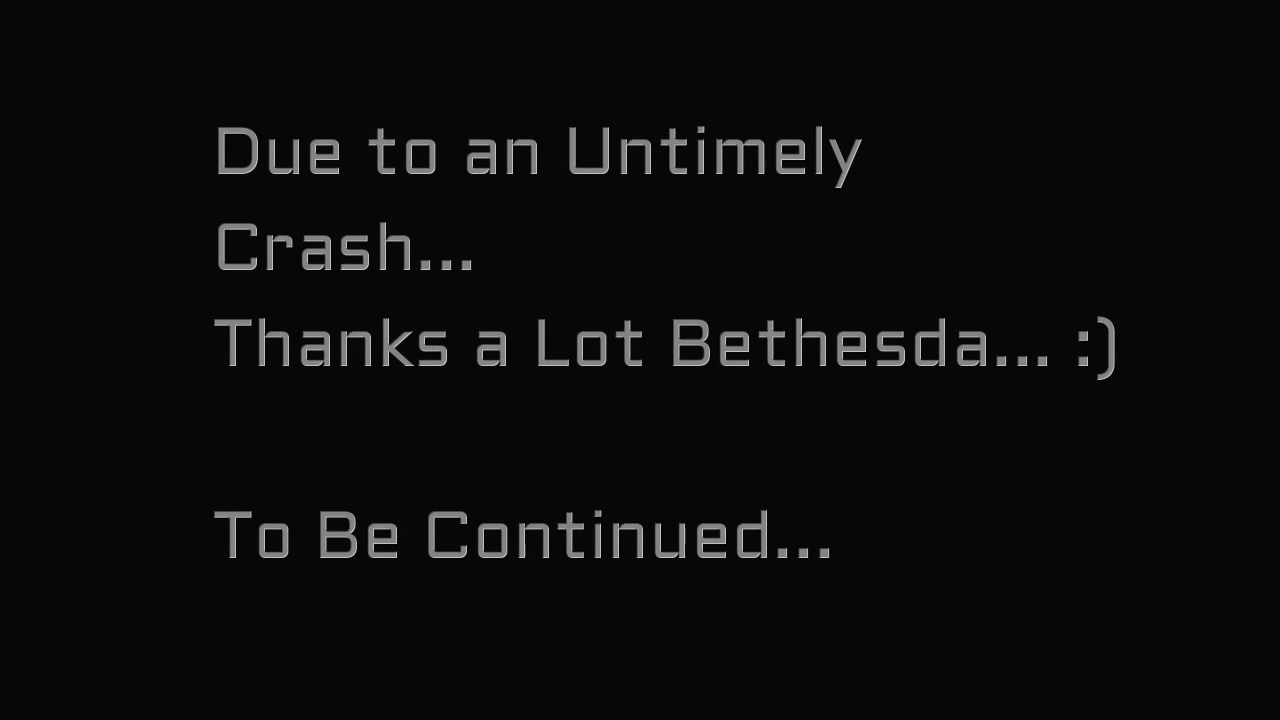 Due to an Untimely
Crash...
Thanks a Lot Bethesda... :)
To Be Continued...